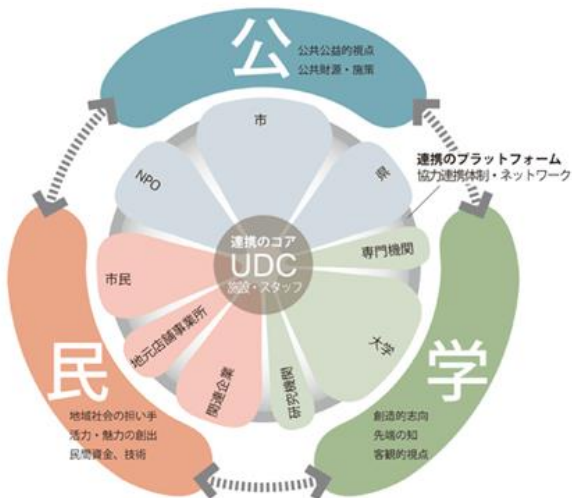 公
公共公益的視点
公共財源・施策
市
NPO
県
連携のプラットフォーム
協力連携体制・ネットワーク
連携のコア
UDC
施設・スタッフ
専門機関
市民
地元店舗事業所
大学
関連企業
研究機関
民
地域社会の担い手
活力・魅力の創出
民間資金、技術
学
創造的志向
先端の知
客観的視点